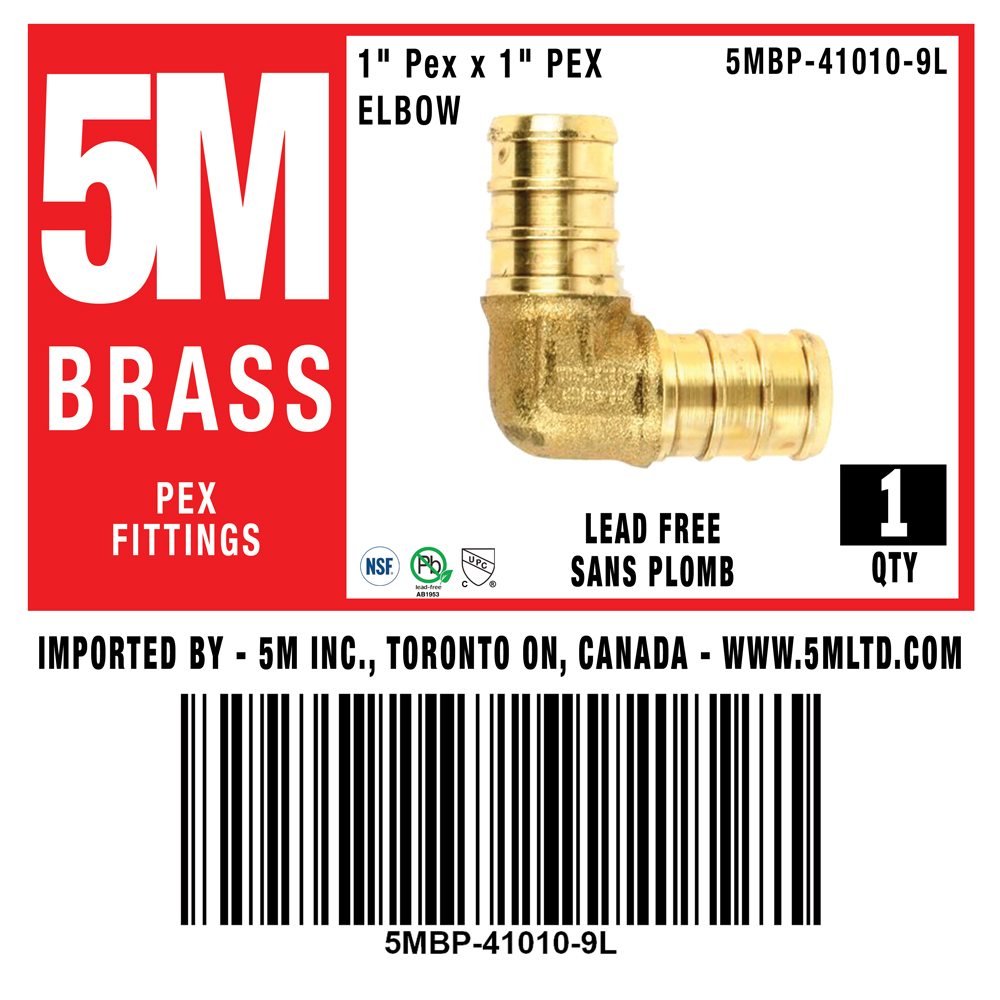 5M
BRASS
PEX
FITTINGS
1" Pex x 1" PEX
ELBOW
5MBP-41010-9L
LEAD FREE
SANS PLOMB
1
QTY
NSF.
Pb
lead-free
AB1953
UPC
C ®
IMPORTED BY - 5M INC., TORONTO ON, CANADA - WWW.5MLTD.COM
5MBP-41010-9L